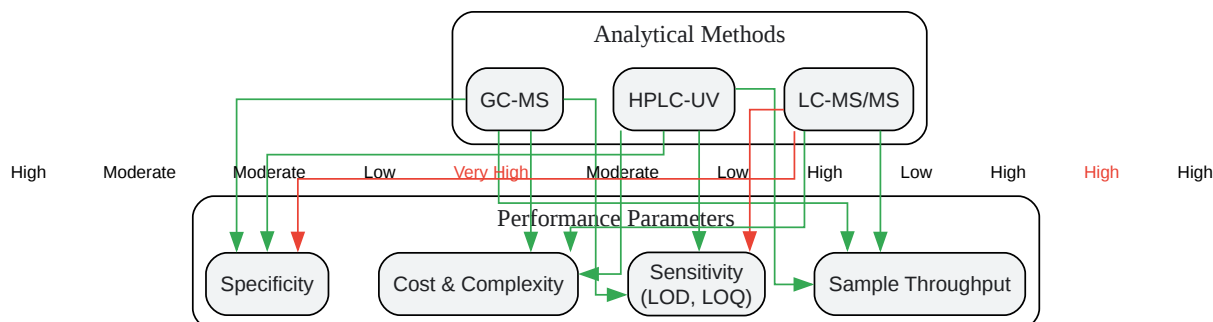 Analytical Methods
GC-MS
HPLC-UV
LC-MS/MS
High Moderate Moderate Low Very High Moderate Low High Low High High High
Performance Parameters
Specificity
Cost & Complexity
Sensitivity
(LOD, LOQ)
Sample Throughput